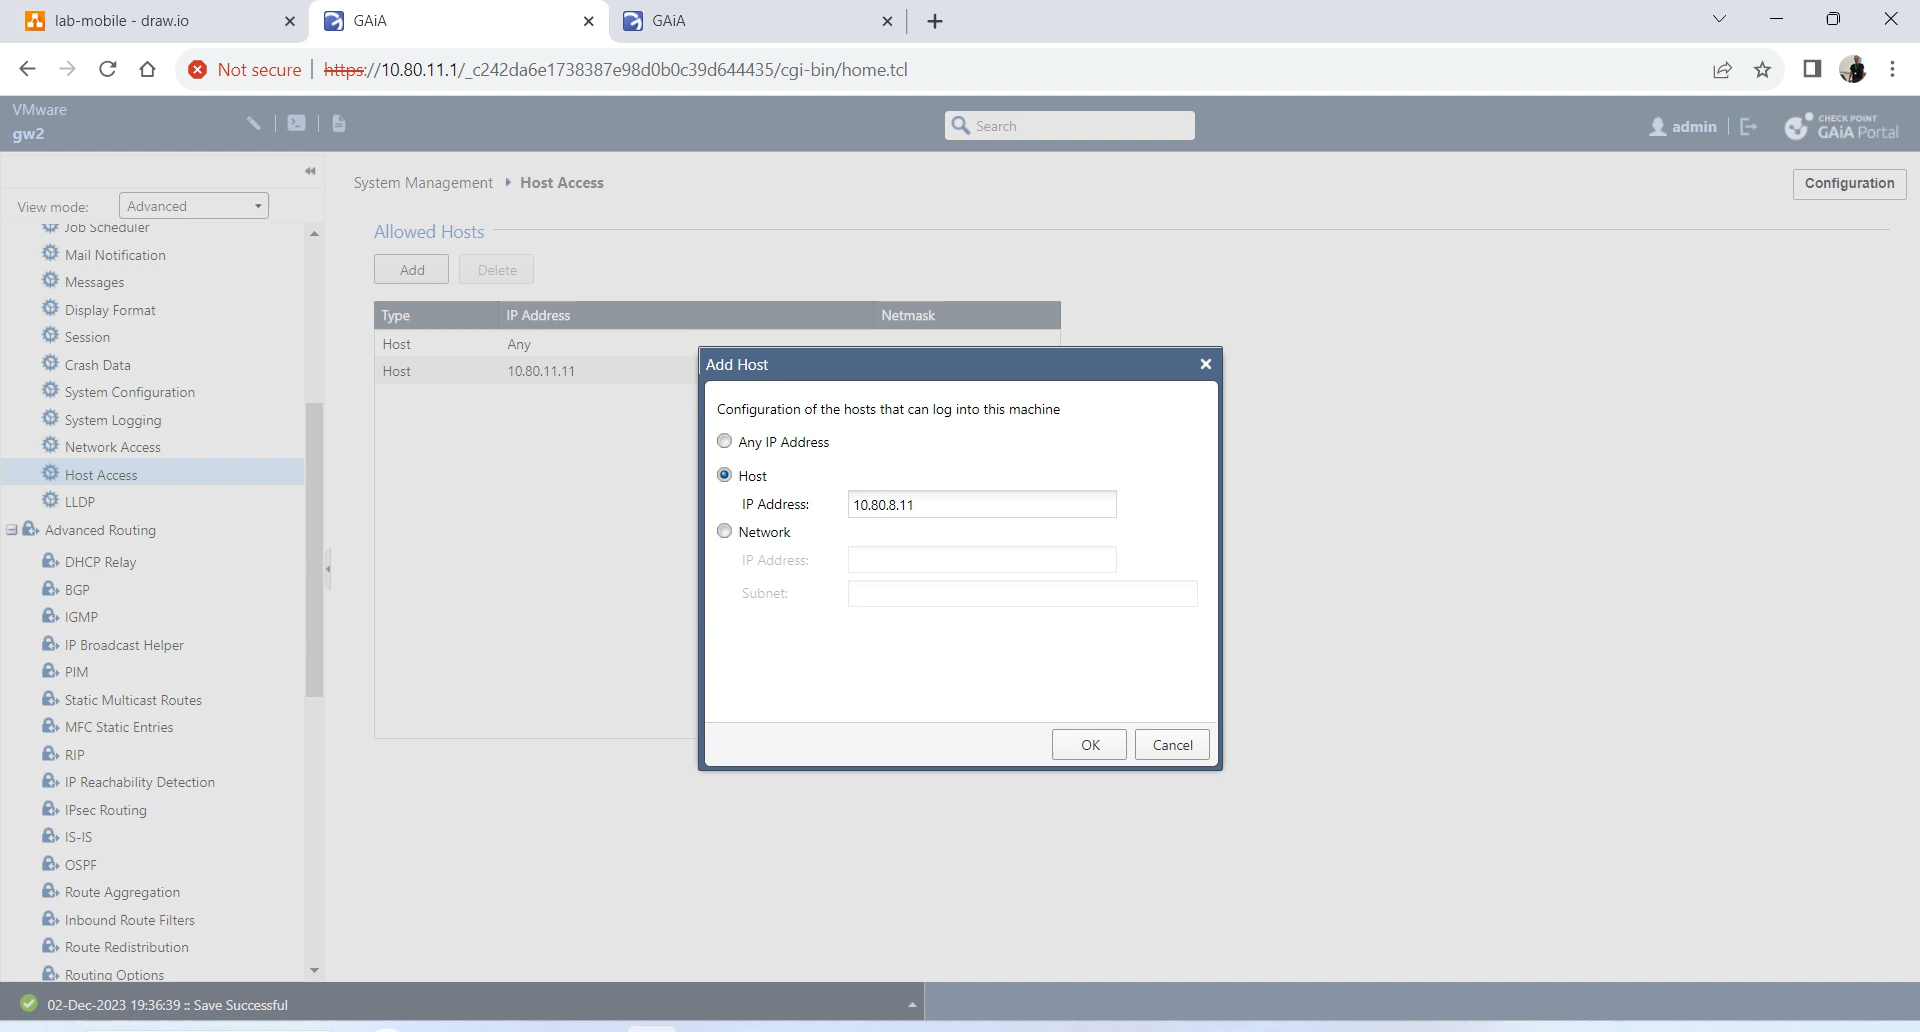 lab-mobile - draw.io
GAiA
GAiA
Not secure
https://10.80.11.1/_c242da6e1738387e98d0b0c39d644435/cgi-bin/home.tcl
VMware
gw2
Search
admin
CHECK POINT
GAiA Portal
View mode:
Advanced
Job Scheduler
Mail Notification
Messages
Display Format
Session
Crash Data
System Configuration
System Logging
Network Access
Host Access
LLDP
Advanced Routing
DHCP Relay
BGP
IGMP
IP Broadcast Helper
PIM
Static Multicast Routes
MFC Static Entries
RIP
IP Reachability Detection
IPsec Routing
IS-IS
OSPF
Route Aggregation
Inbound Route Filters
Route Redistribution
Routing Options
System Management
Host Access
Configuration
Allowed Hosts
Add
Delete
Type IP Address Netmask
Host Any
Host 10.80.11.11
Add Host
Configuration of the hosts that can log into this machine
Any IP Address
Host
IP Address: 10.80.8.11
Network
IP Address:
Subnet:
OK
Cancel
02-Dec-2023 19:36:39 :: Save Successful